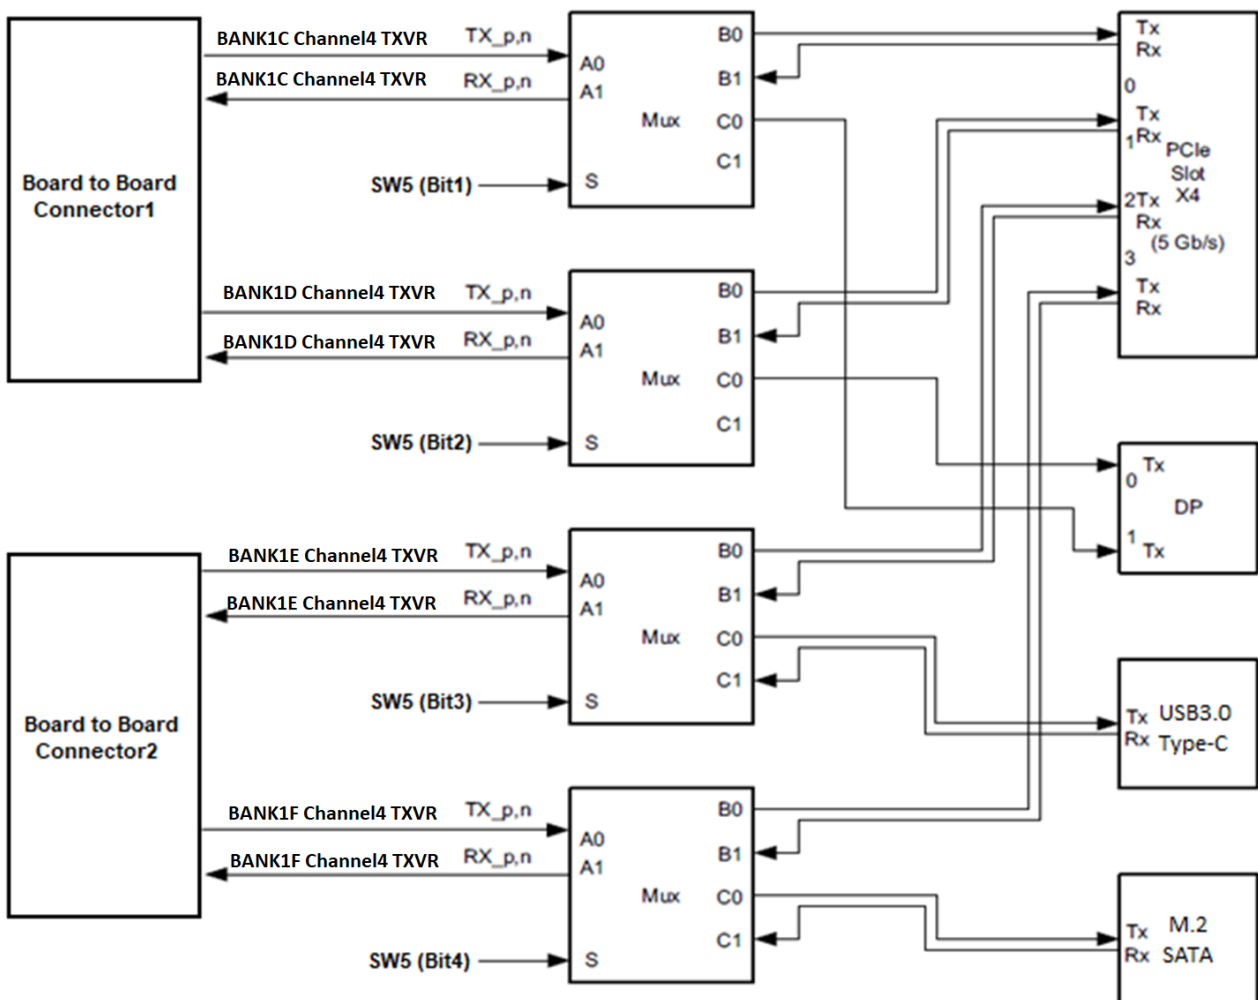 BANK1C Channel4 TXVR
TX_p,n
BANK1C Channel4 TXVR
RX_p,n
Board to Board
Connector1
SW5 (Bit1)
A0
A1
Mux
S
B0
B1
C0
C1
BANK1D Channel4 TXVR
TX_p,n
BANK1D Channel4 TXVR
RX_p,n
SW5 (Bit2)
A0
A1
Mux
S
B0
B1
C0
C1
BANK1E Channel4 TXVR
TX_p,n
BANK1E Channel4 TXVR
RX_p,n
Board to Board
Connector2
SW5 (Bit3)
A0
A1
Mux
S
B0
B1
C0
C1
BANK1F Channel4 TXVR
TX_p,n
BANK1F Channel4 TXVR
RX_p,n
SW5 (Bit4)
A0
A1
Mux
S
B0
B1
C0
C1
Tx
Rx
0
Tx
1 Rx
PCIe
Slot
X4
2 Tx
Rx
(5 Gb/s)
3
Tx
Rx
Tx
0
DP
1
Tx
Tx USB3.0
Rx Type-C
Tx M.2
Rx SATA